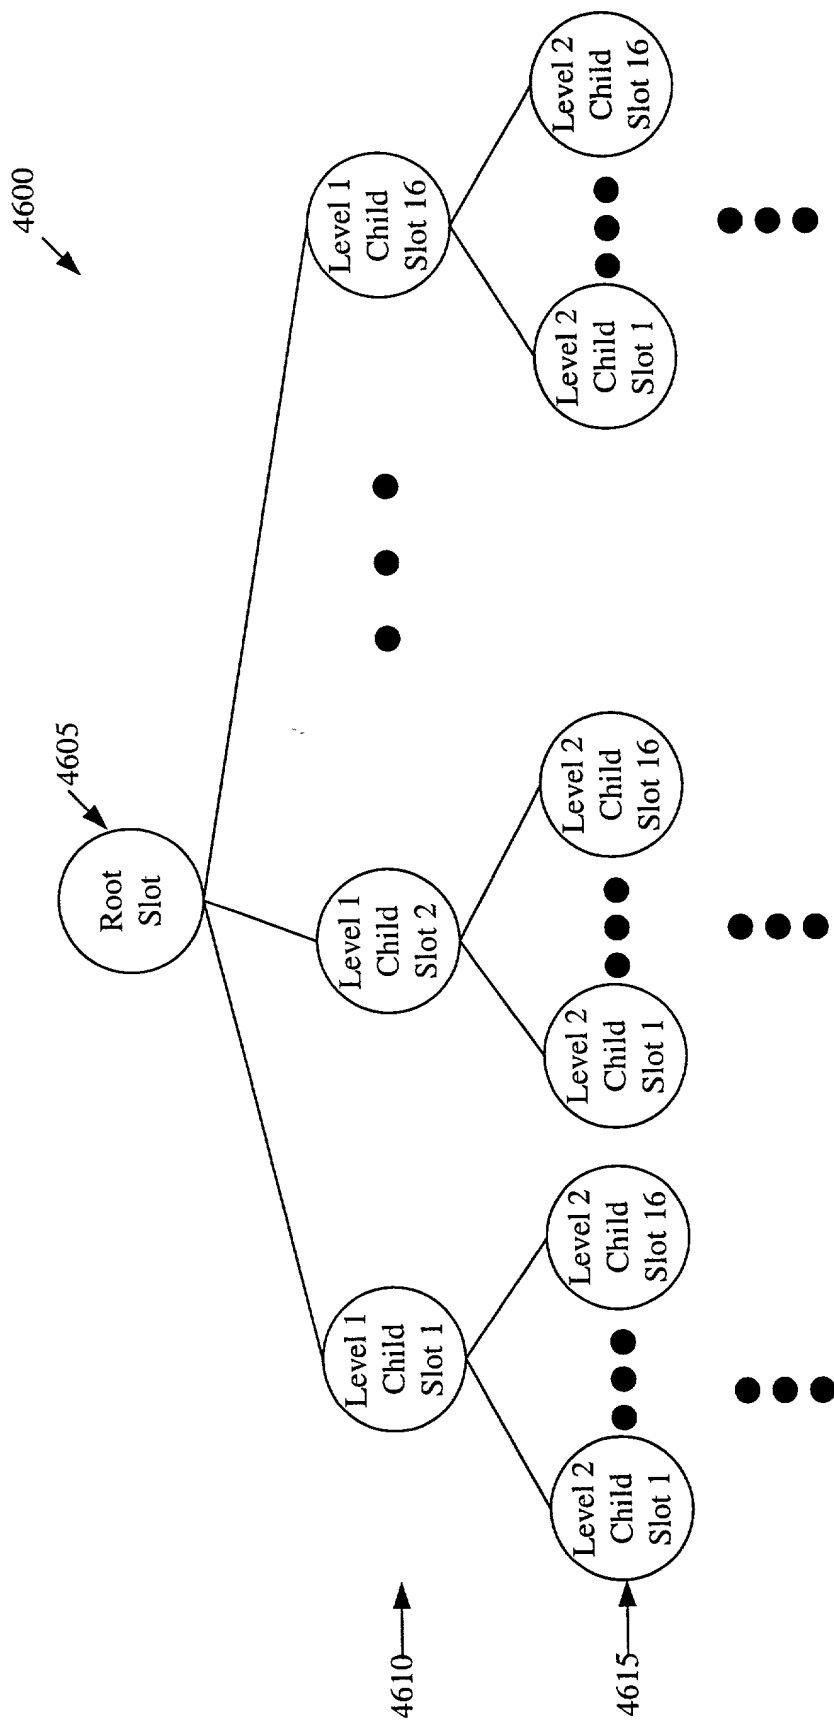 4600
4605
Root
Slot
4610
Level 1
Child
Slot 1
Level 1
Child
Slot 2
Level 1
Child
Slot 16
4615
Level 2
Child
Slot 1
Level 2
Child
Slot 16
Level 2
Child
Slot 1
Level 2
Child
Slot 16
Level 2
Child
Slot 1
Level 2
Child
Slot 16